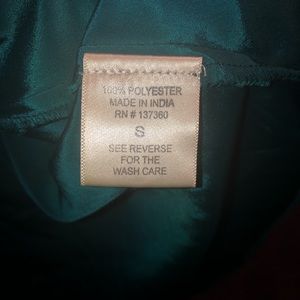 100% POLYESTER
MADE IN INDIA
RN # 137360
S
SEE REVERSE
FOR THE
WASH CARE